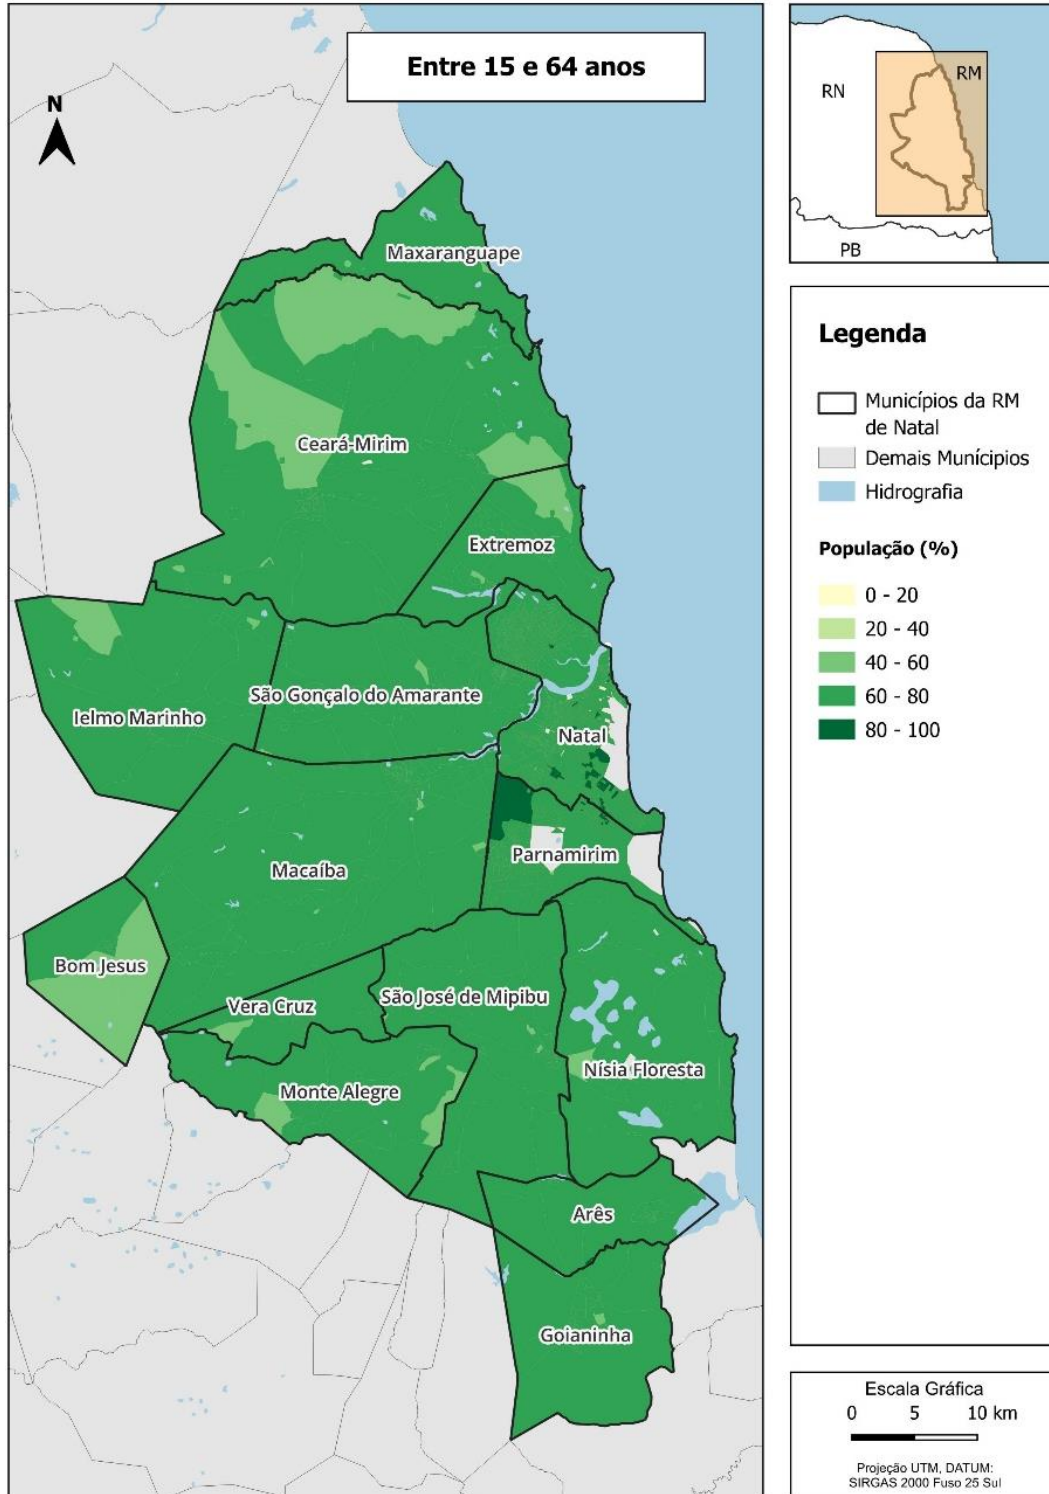 Entre 15 e 64 anos
N
Maxaranguape
Ceará-Mirim
Extremoz
São Gonçalo do Amarante
Ielmo Marinho
Natal
Parnamirim
Macaíba
Bom Jesus
Vera Cruz
São José de Mipibu
Nísia Floresta
Monte Alegre
Arês
Goianinha
RN
RM
PB
Legenda
Municípios da RM
de Natal
Demais Munícipios
Hidrografia
População (%)
0 - 20
20 - 40
40 - 60
60 - 80
80 - 100
Escala Gráfica
0 5 10 km
Projeção UTM, DATUM:
SIRGAS 2000 Fuso 25 Sul